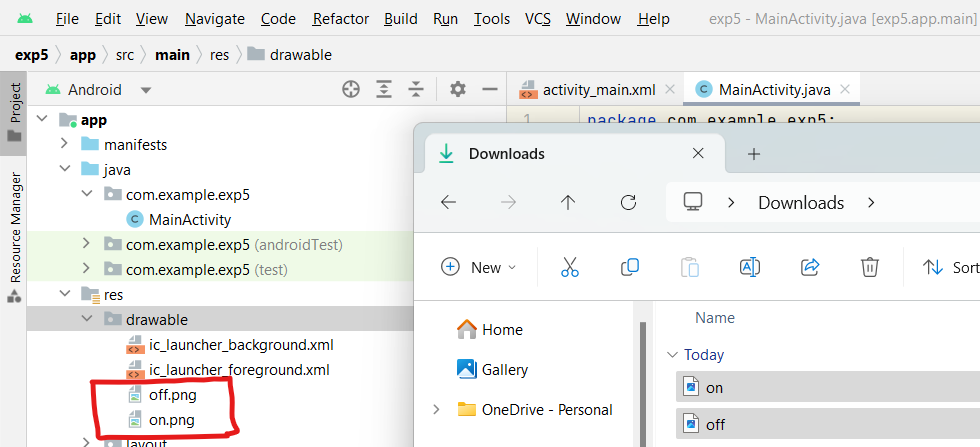 File Edit View Navigate Code Refactor Build Run Tools VCS Window Help exp5 - MainActivity.java [exp5.app.main]
exp5 app src main res drawable
Project
Resource Manager
Android
app
manifests
java
com.example.exp5
MainActivity
com.example.exp5 (androidTest)
com.example.exp5 (test)
res
drawable
ic_launcher_background.xml
ic_launcher_foreground.xml
off.png
on.png
layout
activity_main.xml MainActivity.java
1 package com.example.exp5;
Downloads
Downloads
New Sort
Home
Gallery
OneDrive - Personal
Name
Today
on
off